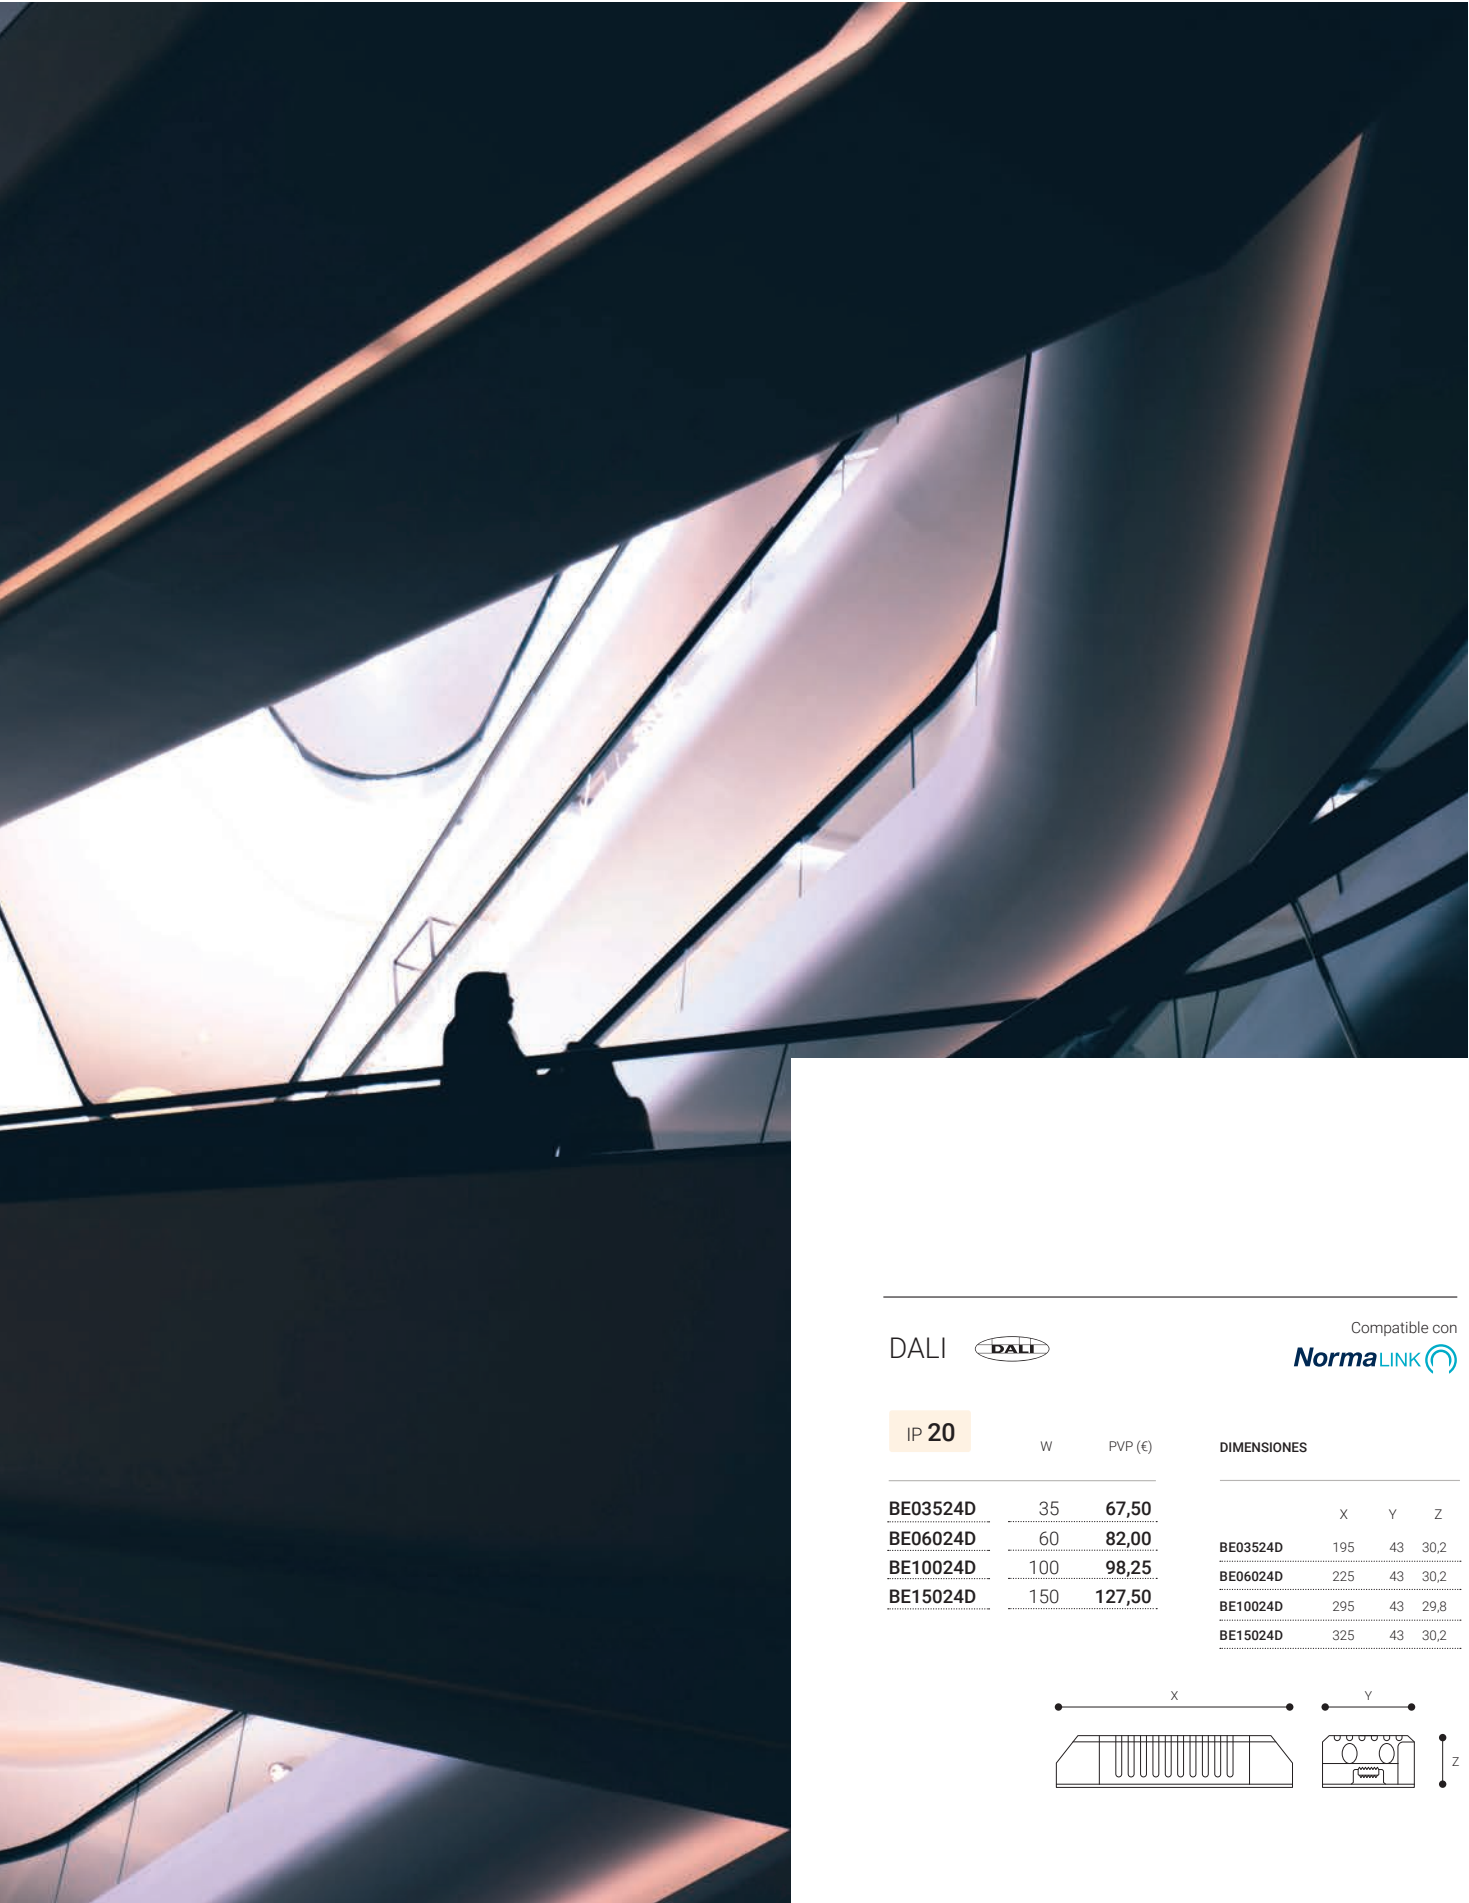 DALI
DALI
Compatible con
NormaLINK
IP 20
W PVP (€)
BE03524D 35 67,50
BE06024D 60 82,00
BE10024D 100 98,25
BE15024D 150 127,50
DIMENSIONES
X Y Z
BE03524D 195 43 30,2
BE06024D 225 43 30,2
BE10024D 295 43 29,8
BE15024D 325 43 30,2
X
Y
Z